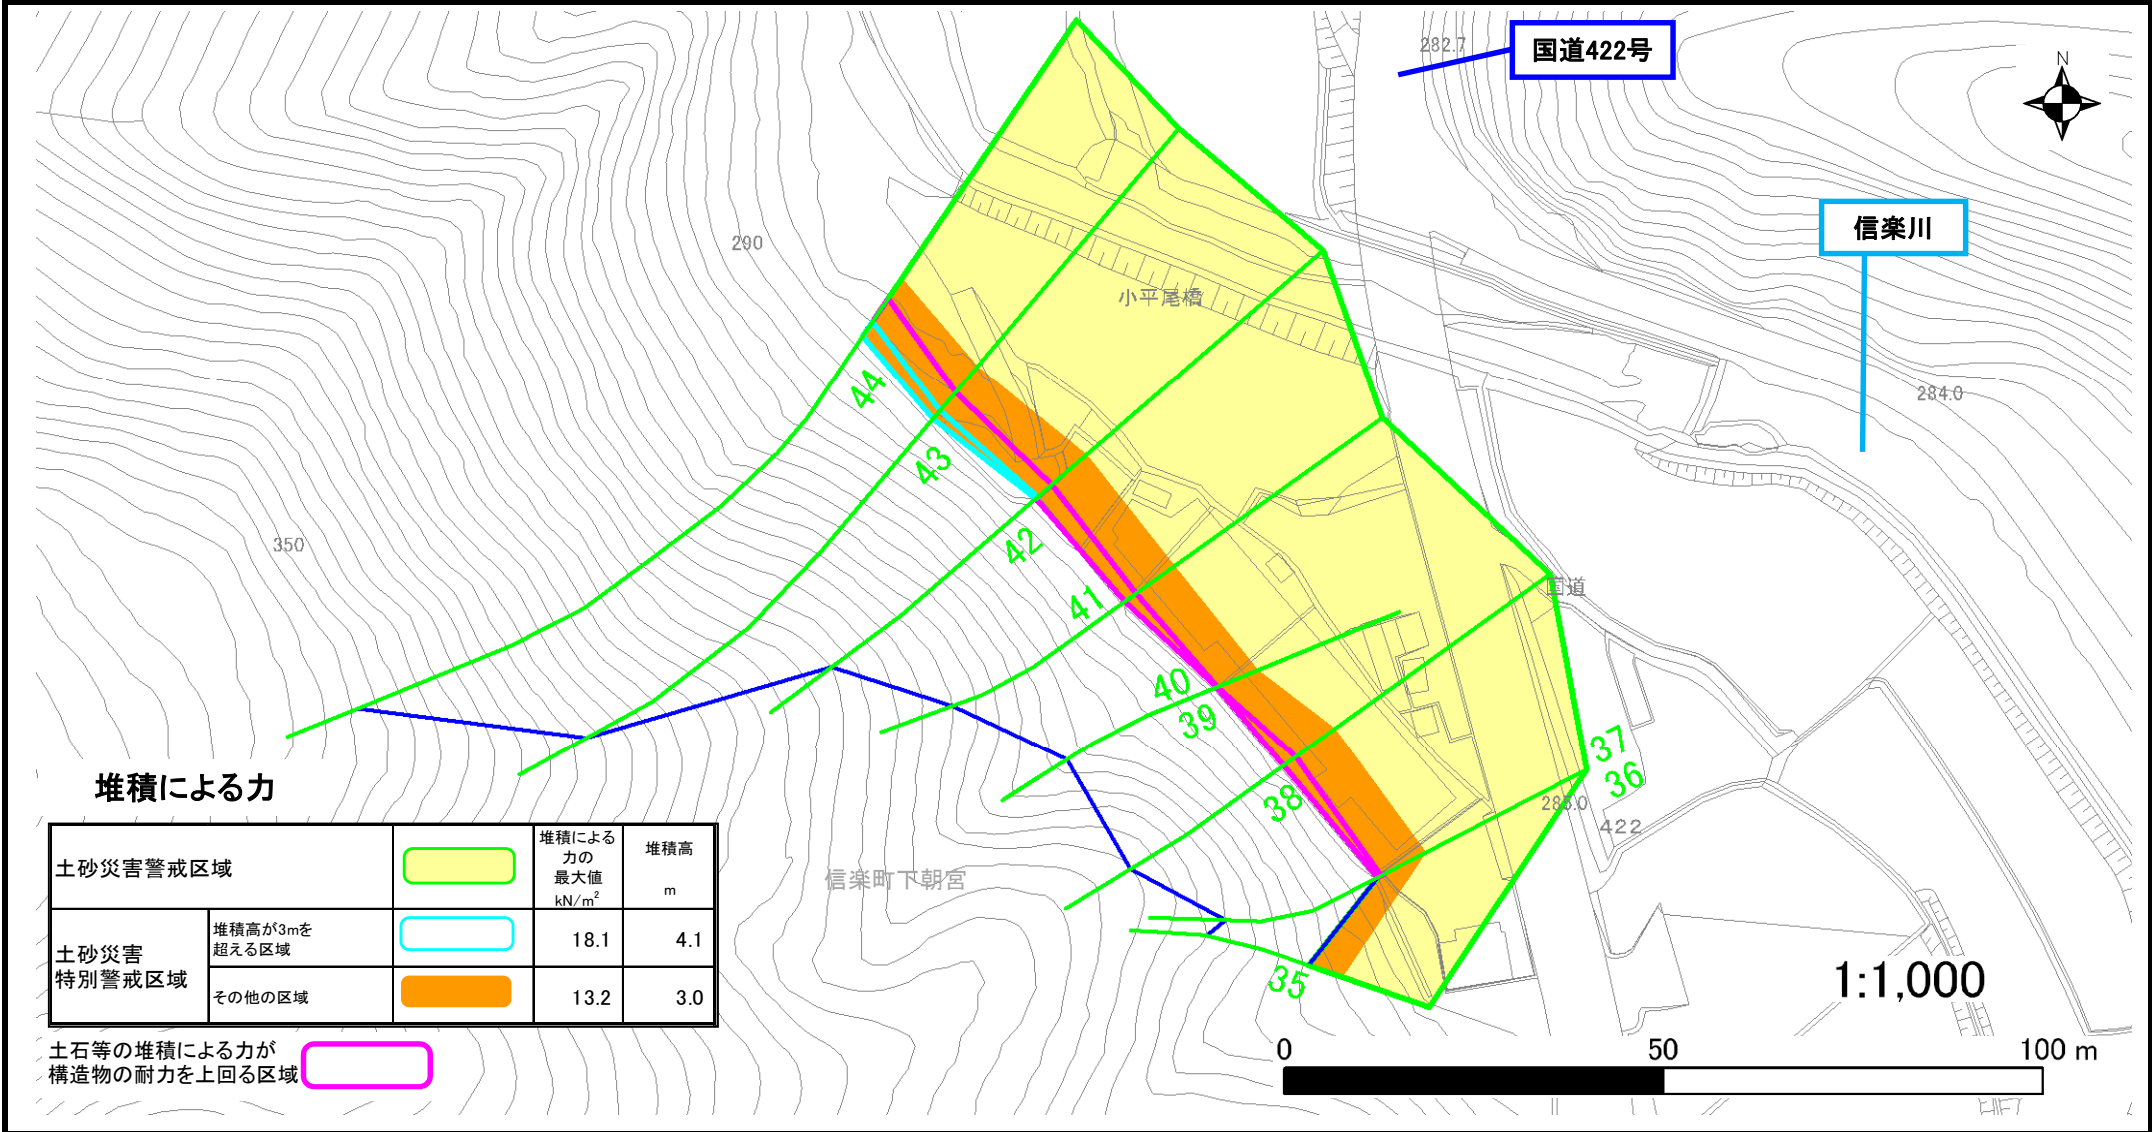 国道422号
282.7
N
信楽川
290
小平尾橋
284.0
44
43
350
42
国道
41
40
39
37
36
38
283.0
422
堆積による力
信楽町下朝宮
35
土砂災害警戒区域
堆積による
力の
最大値
kN/m²
堆積高
m
土砂災害
特別警戒区域
堆積高が3mを
超える区域
18.1
4.1
その他の区域
13.2
3.0
土石等の堆積による力が
構造物の耐力を上回る区域
1:1,000
0
50
100 m